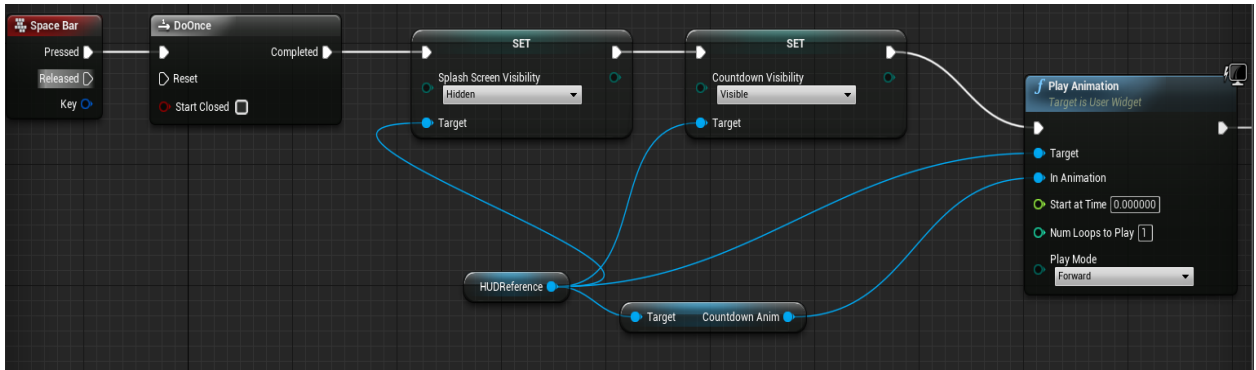 Space Bar
Pressed
Released
Key
DoOnce
Completed
Reset
Start Closed
SET
Splash Screen Visibility
Hidden
Target
SET
Countdown Visibility
Visible
Target
HUDReference
Target Countdown Anim
f Play Animation
Target is User Widget
Target
In Animation
Start at Time 0.000000
Num Loops to Play 1
Play Mode
Forward